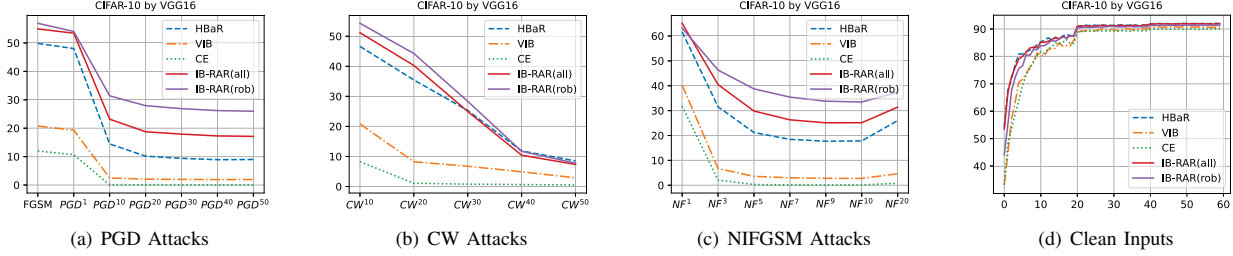 CIFAR-10 by VGG16
50
40
30
20
10
0
HBaR
VIB
CE
IB-RAR(all)
IB-RAR(rob)
FGSM PGD¹ PGD¹⁰ PGD²⁰ PGD³⁰ PGD⁴⁰ PGD⁵⁰
(a) PGD Attacks
CIFAR-10 by VGG16
50
40
30
20
10
0
HBaR
VIB
CE
IB-RAR(all)
IB-RAR(rob)
CW¹⁰ CW²⁰ CW³⁰ CW⁴⁰ CW⁵⁰
(b) CW Attacks
CIFAR-10 by VGG16
60
50
40
30
20
10
0
HBaR
VIB
CE
IB-RAR(all)
IB-RAR(rob)
NF¹ NF³ NF⁵ NF⁷ NF⁹ NF¹⁰ NF²⁰
(c) NIFGSM Attacks
CIFAR-10 by VGG16
90
80
70
60
50
40
HBaR
VIB
CE
IB-RAR(all)
IB-RAR(rob)
0 10 20 30 40 50 60
(d) Clean Inputs